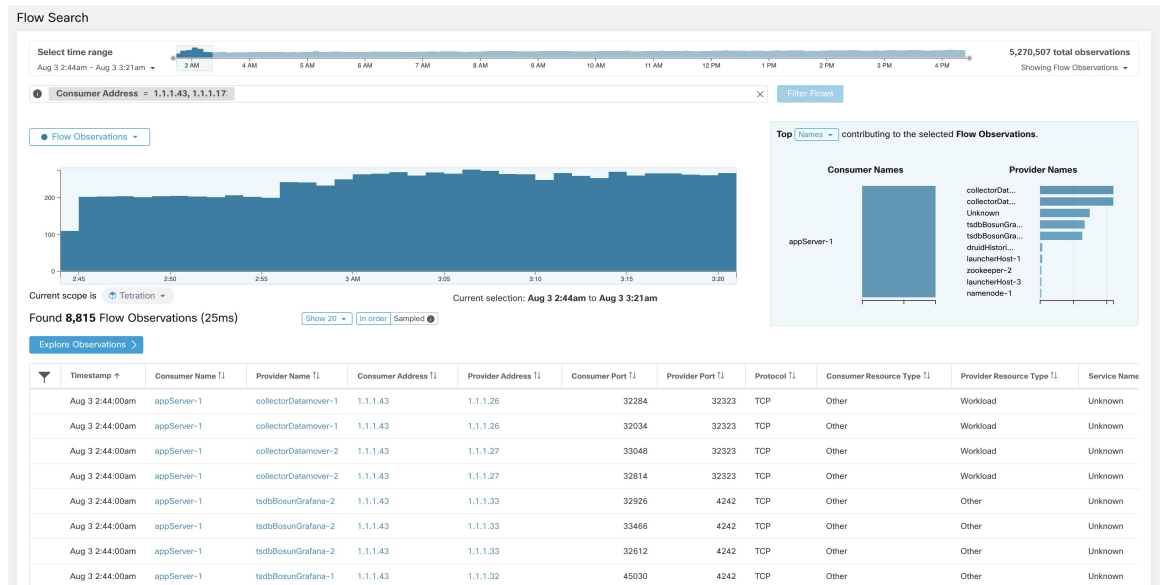 Flow Search
Select time range
Aug 3 2:44am - Aug 3 3:21am
3 AM 4 AM 5 AM 6 AM 7 AM 8 AM 9 AM 10 AM 11 AM 12 PM 1 PM 2 PM 3 PM 4 PM
5,270,507 total observations
Showing Flow Observations
Consumer Address = 1.1.1.43, 1.1.1.17
Filter Flows
Flow Observations
200
100
0
2:45 2:50 2:55 3 AM 3:05 3:10 3:15 3:20
Top Names contributing to the selected Flow Observations.
Consumer Names
appServer-1
Provider Names
collectorDat...
collectorDat...
Unknown
tsdbBosunGra...
tsdbBosunGra...
druidHistori...
launcherHost-1
zookeeper-2
launcherHost-3
namenode-1
Current scope is Tetration
Current selection: Aug 3 2:44am to Aug 3 3:21am
Found 8,815 Flow Observations (25ms)
Show 20 In order Sampled
Explore Observations
Timestamp Consumer Name Provider Name Consumer Address Provider Address Consumer Port Provider Port Protocol Consumer Resource Type Provider Resource Type Service Name
Aug 3 2:44:00am appServer-1 collectorDatamover-1 1.1.1.43 1.1.1.26 32284 32323 TCP Other Workload Unknown
Aug 3 2:44:00am appServer-1 collectorDatamover-1 1.1.1.43 1.1.1.26 32034 32323 TCP Other Workload Unknown
Aug 3 2:44:00am appServer-1 collectorDatamover-2 1.1.1.43 1.1.1.27 33048 32323 TCP Other Workload Unknown
Aug 3 2:44:00am appServer-1 collectorDatamover-2 1.1.1.43 1.1.1.27 32814 32323 TCP Other Workload Unknown
Aug 3 2:44:00am appServer-1 tsdbBosunGrafana-2 1.1.1.43 1.1.1.33 32926 4242 TCP Other Other Unknown
Aug 3 2:44:00am appServer-1 tsdbBosunGrafana-2 1.1.1.43 1.1.1.33 33466 4242 TCP Other Other Unknown
Aug 3 2:44:00am appServer-1 tsdbBosunGrafana-2 1.1.1.43 1.1.1.33 32612 4242 TCP Other Other Unknown
Aug 3 2:44:00am appServer-1 tsdbBosunGrafana-1 1.1.1.43 1.1.1.32 45030 4242 TCP Other Other Unknown